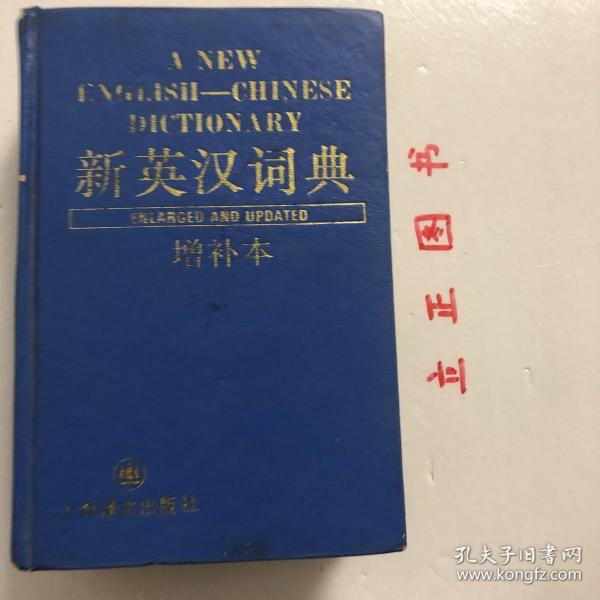 A NEW
ENGLISH—CHINESE
DICTIONARY
新英汉词典
ENLARGED AND UPDATED
增补本
上海译文出版社
立正图书
孔夫子旧书网
www.kongfz.com